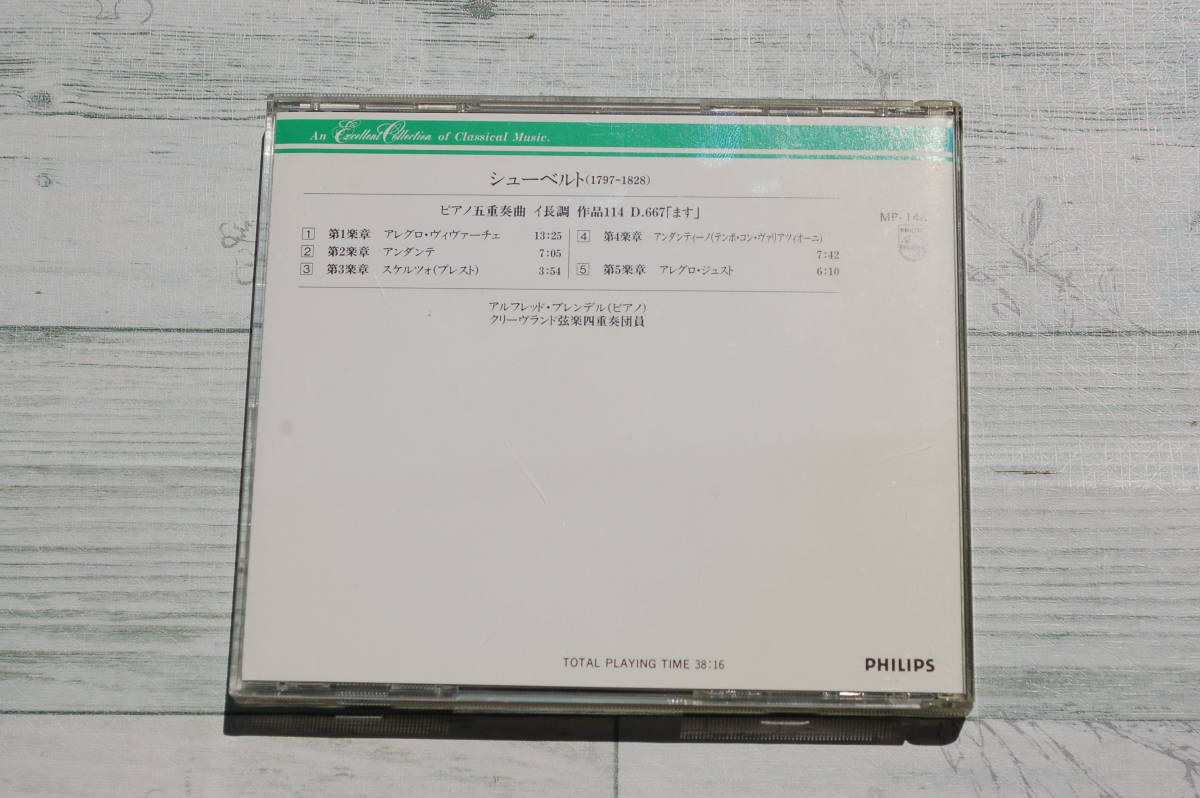 An Excellent Collection of Classical Music.
シューベルト(1797-1828)
ピアノ五重奏曲 イ長調 作品114 D.667「ます」
1 第1楽章 アレグロ・ヴィヴァーチェ 13:25
2 第2楽章 アンダンテ 7:05
3 第3楽章 スケルツォ(プレスト) 3:54
4 第4楽章 アンダンティーノ(テンポ・コン・ヴァリアツィオーニ)
7:42
5 第5楽章 アレグロ・ジュスト 6:10
アルフレッド・ブレンデル(ピアノ)
クリーヴランド弦楽四重奏団員
PHILIPS
TOTAL PLAYING TIME 38:16
PHILIPS